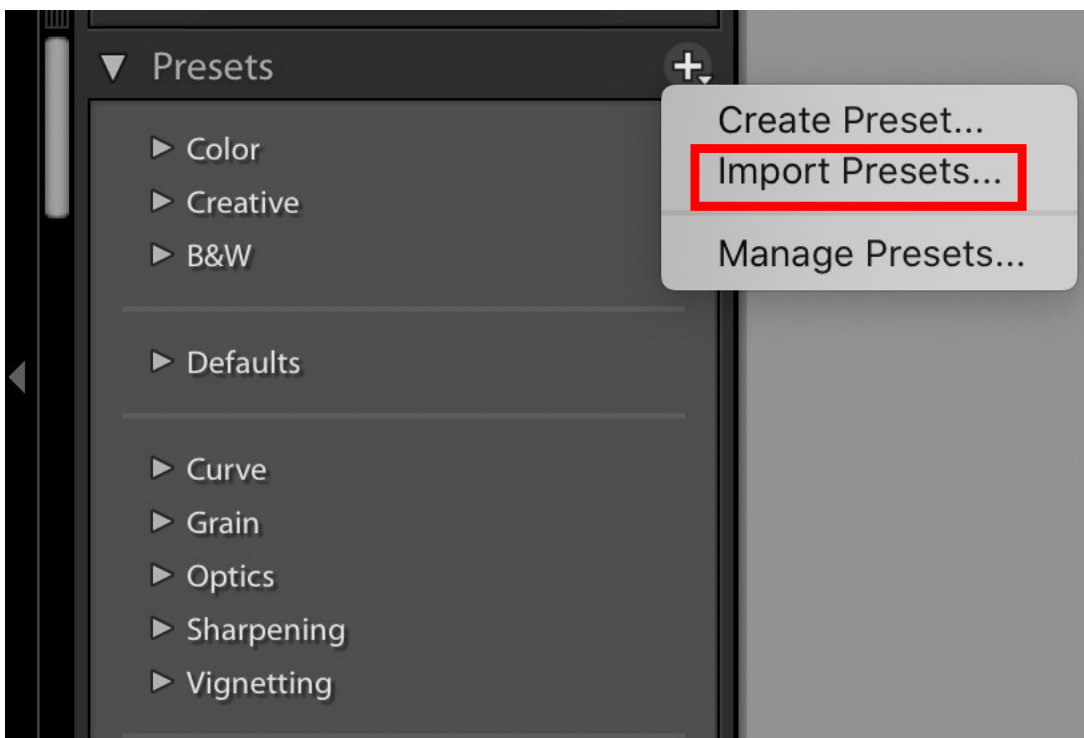 Presets
Create Preset...
Import Presets...
Manage Presets...
Color
Creative
B&W
Defaults
Curve
Grain
Optics
Sharpening
Vignetting